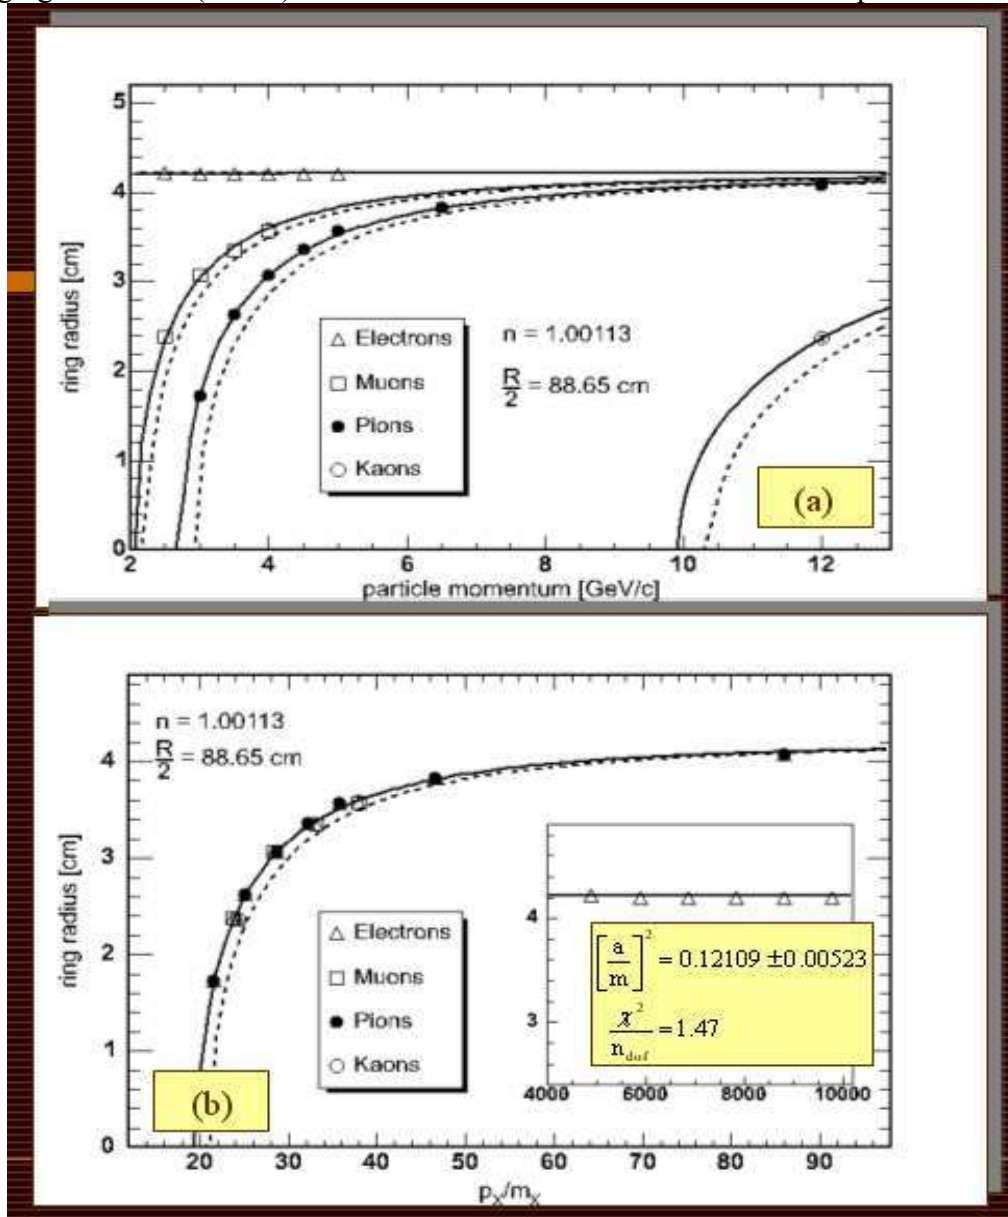 5
4
3
2
1
0
ring radius [cm]
Electrons
Muons
Pions
Kaons
n = 1.00113
R/2 = 88.65 cm
(a)
2 4 6 8 10 12
particle momentum [GeV/c]
n = 1.00113
R/2 = 88.65 cm
4
3
2
1
0
ring radius [cm]
Electrons
Muons
Pions
Kaons
4
3
[a/m]² = 0.12109 ±0.00523
χ²/n_dof = 1.47
4000 6000 8000 10000
(b)
20 30 40 50 60 70 80 90
pₓ/mₓ